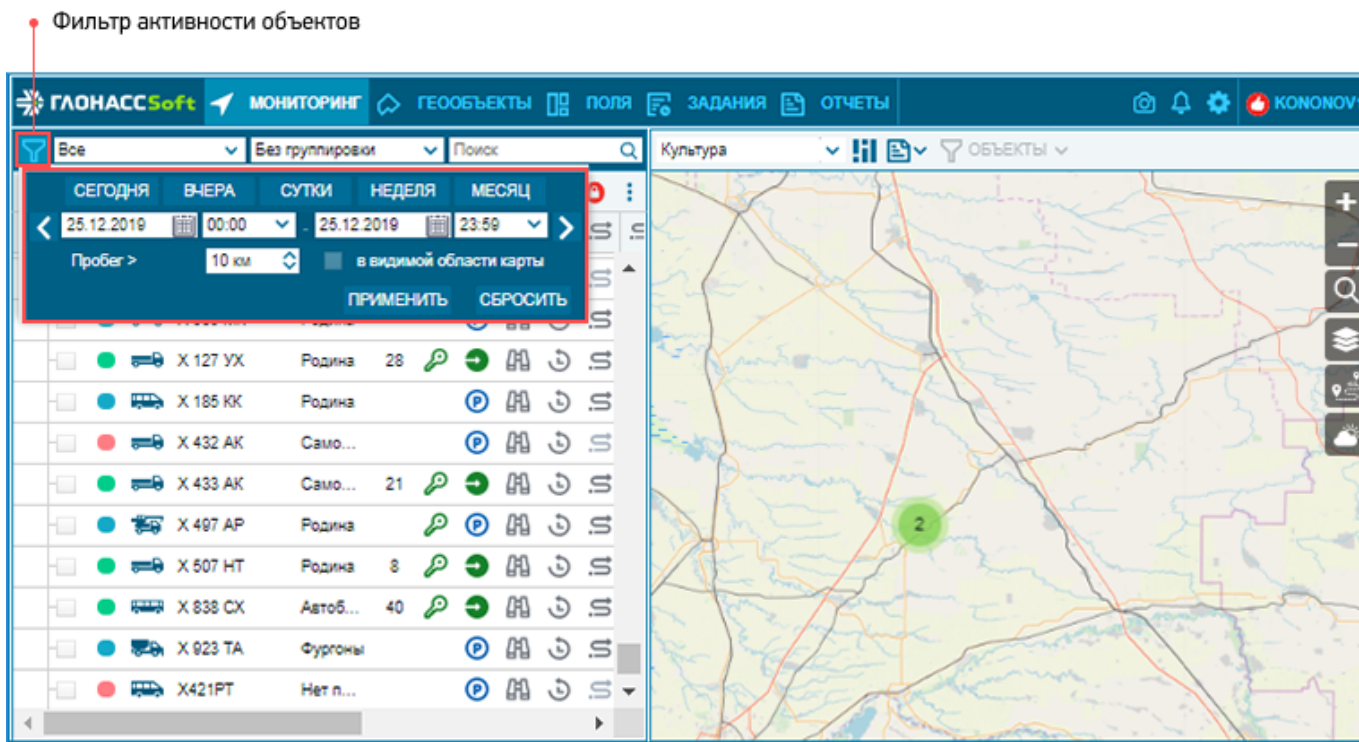 Фильтр активности объектов
ГЛОНАССSoft МОНИТОРИНГ ГЕООБЪЕКТЫ ПОЛЯ ЗАДАНИЯ ОТЧЕТЫ KONONOV
Все Без группировки Поиск Культура ОБЪЕКТЫ
СЕГОДНЯ ВЧЕРА СУТКИ НЕДЕЛЯ МЕСЯЦ
25.12.2019 00:00 - 25.12.2019 23:59
Пробег > 10 км в видимой области карты
ПРИМЕНИТЬ СБРОСИТЬ
Х 127 УХ Родина 28
Х 185 КК Родина P
Х 432 АК Само... P
Х 433 АК Само... 21
Х 497 АР Родина P
Х 507 НТ Родина 8
Х 838 СХ Автоб... 40
Х 923 ТА Фургоны P
Х421РТ Нет п... P
2